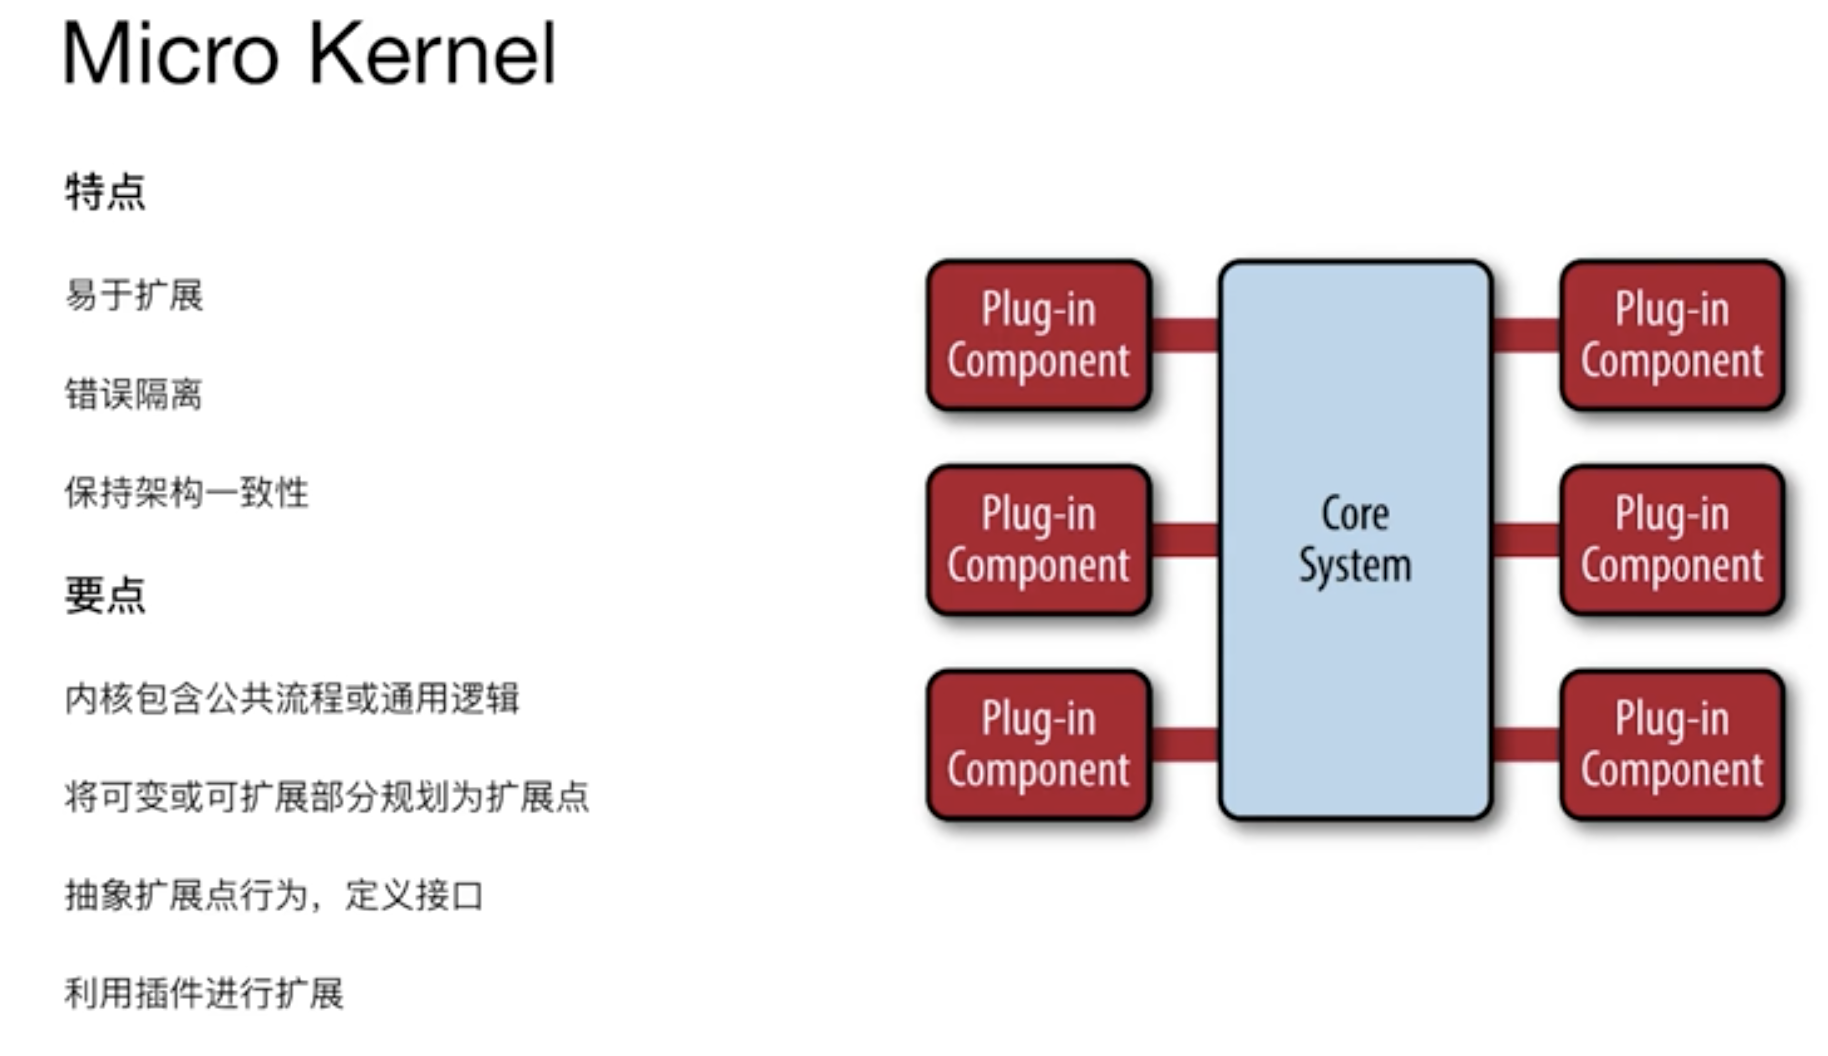 Micro Kernel
特点
易于扩展
错误隔离
保持架构一致性
要点
内核包含公共流程或通用逻辑
将可变或可扩展部分规划为扩展点
抽象扩展点行为，定义接口
利用插件进行扩展
Plug-in
Component
Plug-in
Component
Plug-in
Component
Core
System
Plug-in
Component
Plug-in
Component
Plug-in
Component